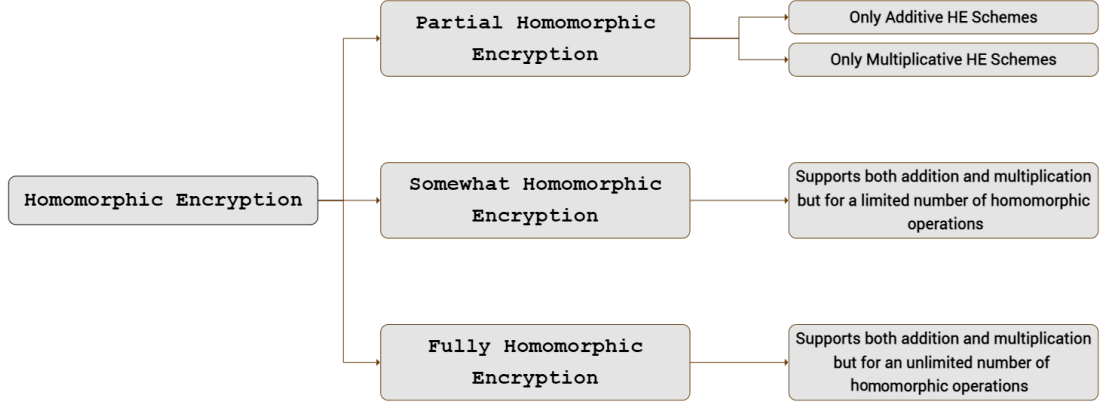 Partial Homomorphic
Encryption
Only Additive HE Schemes
Only Multiplicative HE Schemes
Homomorphic Encryption
Somewhat Homomorphic
Encryption
Supports both addition and multiplication
but for a limited number of homomorphic
operations
Fully Homomorphic
Encryption
Supports both addition and multiplication
but for an unlimited number of
homomorphic operations